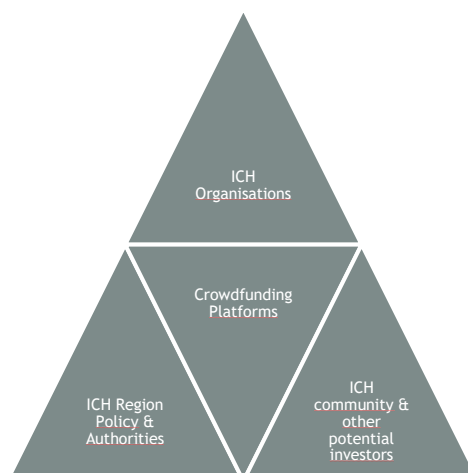 ICH
Organisations
Crowdfunding
Platforms
ICH Region
Policy &
Authorities
ICH
community &
other
potential
investors